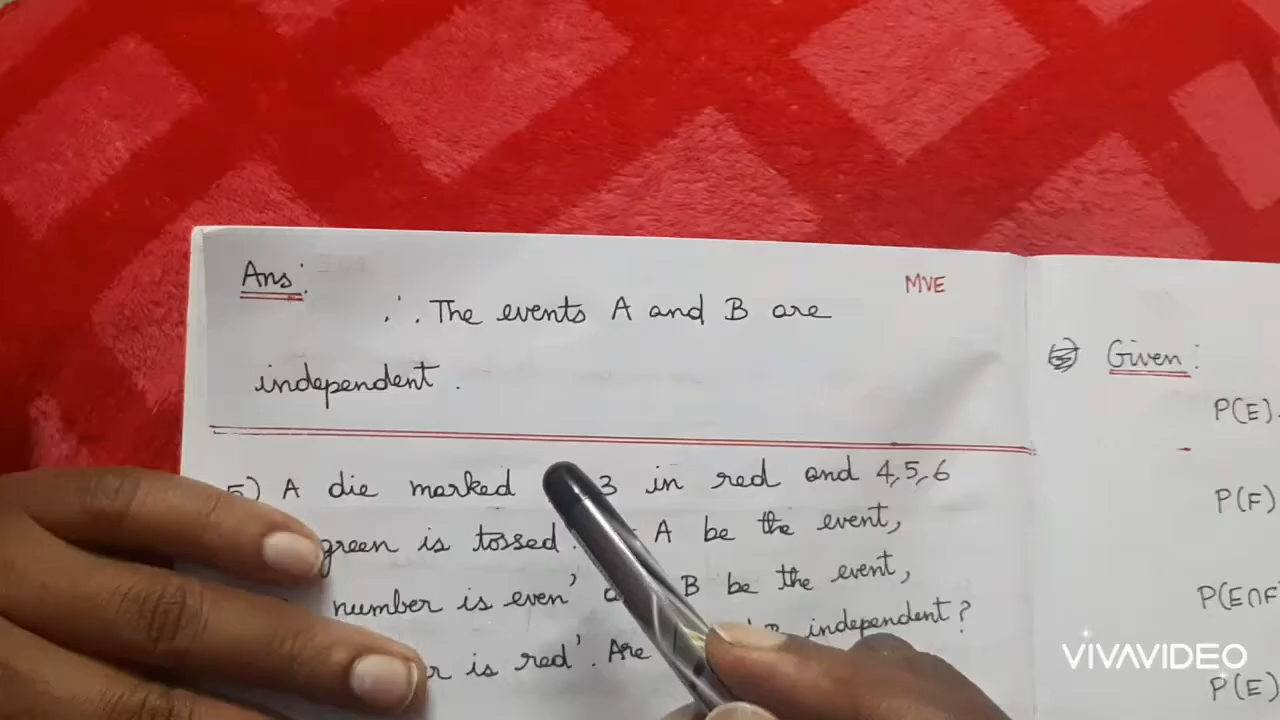 Ans:
MVE
∴ The events A and B are
independent.
5) A die marked 3 in red and 4,5,6
green is tossed. A be the event,
number is even' B be the event,
is red'. Are independent?
Given:
P(E)
P(F)
P(E∩F
P(E)
VIVAVIDEO